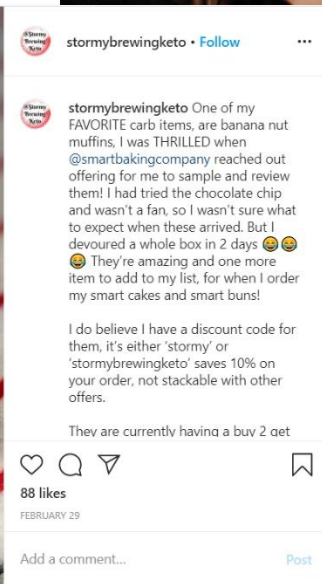 stormybrewingketo • Follow
stormybrewingketo One of my
FAVORITE carb items, are banana nut
muffins, I was THRILLED when
@smartbakingcompany reached out
offering for me to sample and review
them! I had tried the chocolate chip
and wasn't a fan, so I wasn't sure what
to expect when these arrived. But I
devoured a whole box in 2 days 😂😂
😂 They're amazing and one more
item to add to my list, for when I order
my smart cakes and smart buns!
I do believe I have a discount code for
them, it's either 'stormy' or
'stormybrewingketo' saves 10% on
your order, not stackable with other
offers.
They are currently having a buy 2 get
88 likes
FEBRUARY 29
Add a comment...
Post